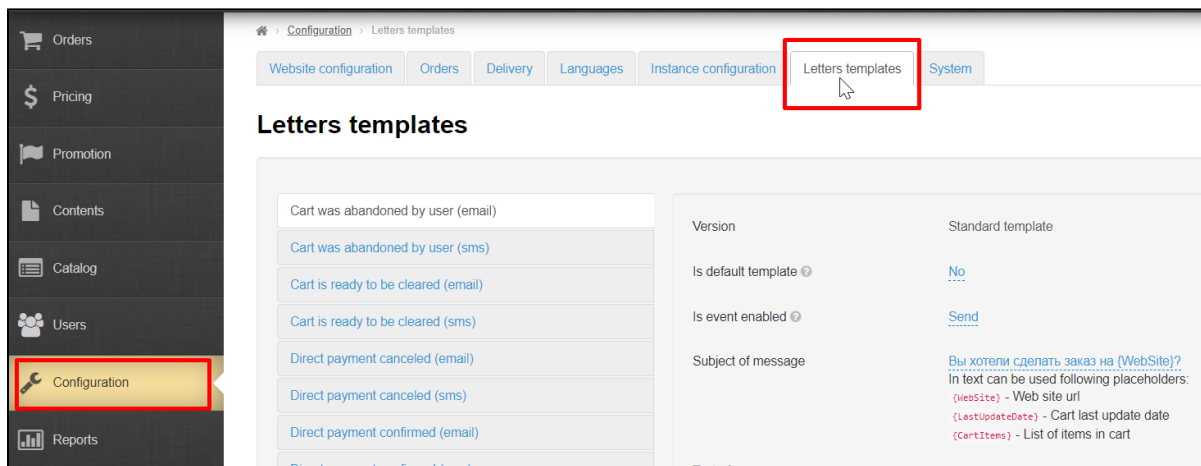 Orders
Pricing
Promotion
Contents
Catalog
Users
Configuration
Reports
Configuration > Letters templates
Website configuration Orders Delivery Languages Instance configuration Letters templates System
Letters templates
Cart was abandoned by user (email)
Cart was abandoned by user (sms)
Cart is ready to be cleared (email)
Cart is ready to be cleared (sms)
Direct payment canceled (email)
Direct payment canceled (sms)
Direct payment confirmed (email)
Version Standard template
Is default template No
Is event enabled Send
Subject of message Вы хотели сделать заказ на {WebSite}?
In text can be used following placeholders:
{WebSite} - Web site url
{LastUpdateDate} - Cart last update date
{CartItems} - List of items in cart